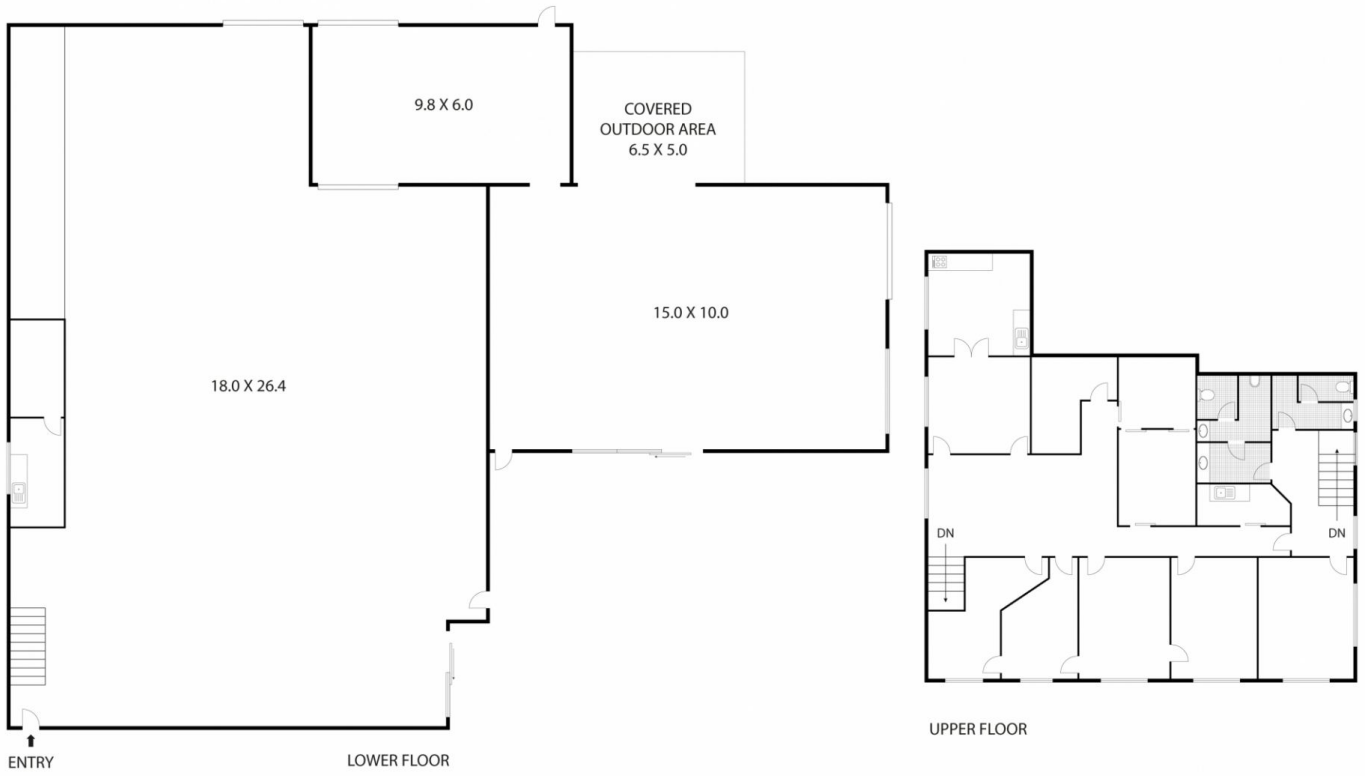 9.8 X 6.0
COVERED
OUTDOOR AREA
6.5 X 5.0
15.0 X 10.0
18.0 X 26.4
DN
DN
ENTRY
LOWER FLOOR
UPPER FLOOR